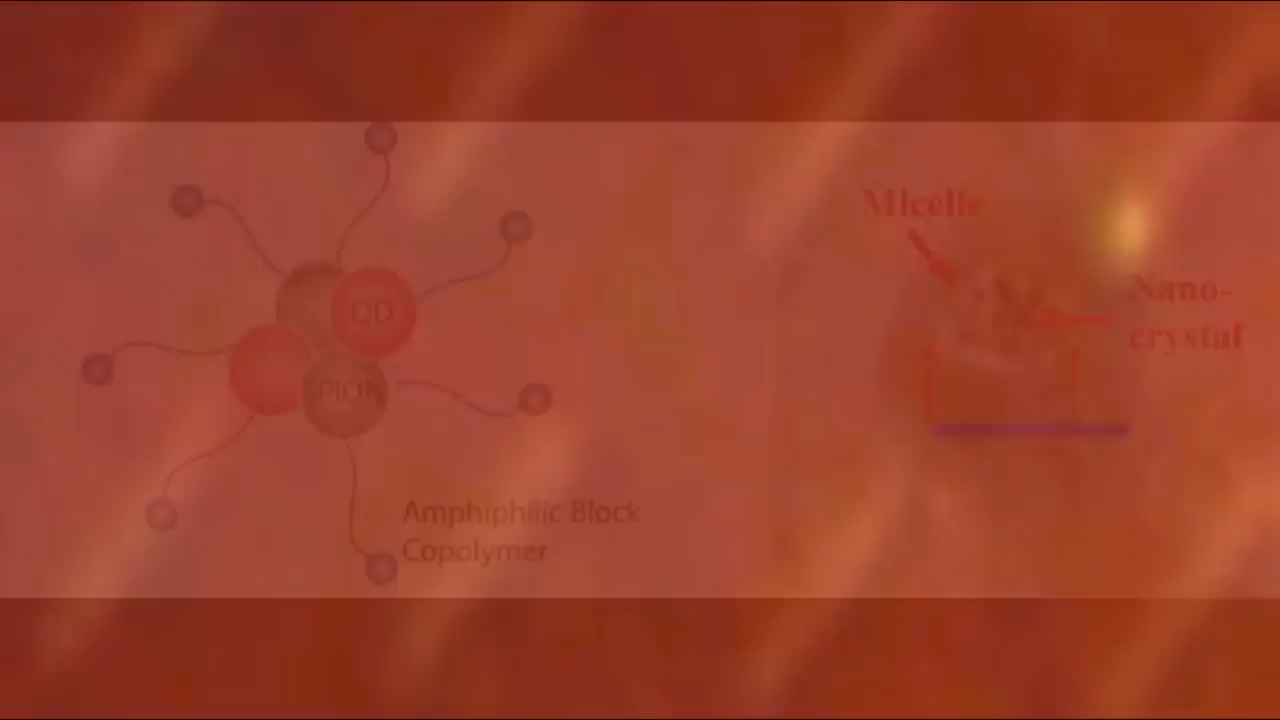 QD
SPION
Amphiphilic Block
Copolymer
Micelle
Nano-
crystal